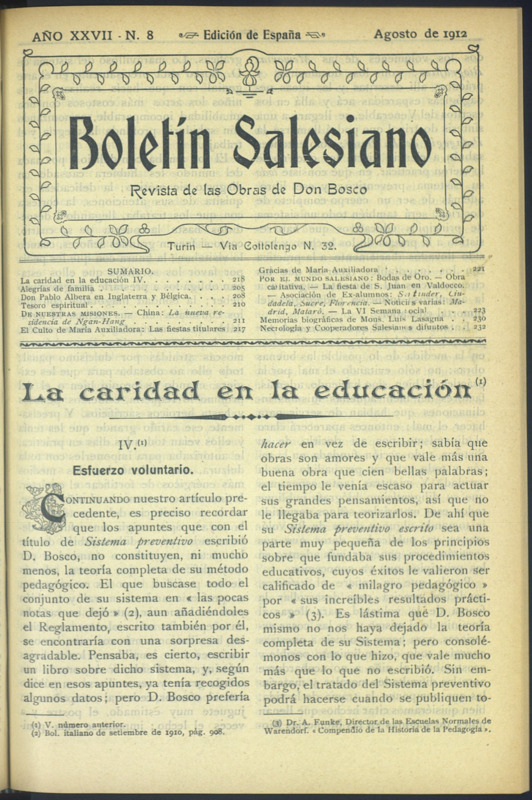 AÑO XXVII - N. 8 Edición de España Agosto de 1912
Boletín Salesiano
Revista de las Obras de Don Bosco
Turín — Via Cottolengo N. 32.
SUMARIO.
La caridad en la educación IV. . . . . . 218
Alegrías de familia . . . . . . 205
Don Pablo Albera en Inglaterra y Bélgica. . . . . 208
Tesoro espiritual . . . . . . 210
DE NUESTRAS MISIONES. — China: La nueva re-
sidencia de Ngan-Hang . . . . . . 211
El Culto de María Auxiliadora: Las fiestas titulares 217
Gracias de María Auxiliadora . . . . . . 221
POR EL MUNDO SALESIANO: Bodas de Oro. — Obra
caritativa. — La fiesta de S. Juan en Valdocco.
— Asociación de Ex-alumnos: Santander, Ciu-
dadela, Sucre, Florencia. — Noticias varias: Ma-
drid, Mataró. — La VI Semana social . . . 223
Memorias biográficas de Mons. Luis Lasagna . . 230
Necrología y Cooperadores Salesianos difuntos . . 232
La caridad en la educación (1)
IV.(1)
Esfuerzo voluntario.
CONTINUANDO nuestro artículo pre-
cedente, es preciso recordar
que los apuntes que con el
título de Sistema preventivo escribió
D. Bosco, no constituyen, ni mucho
menos, la teoría completa de su método
pedagógico. El que buscase todo el
conjunto de su sistema en « las pocas
notas que dejó » (2), aun añadiéndoles
el Reglamento, escrito también por él,
se encontraría con una sorpresa des-
agradable. Pensaba, es cierto, escribir
un libro sobre dicho sistema, y, según
dice en esos apuntes, ya tenía recogidos
algunos datos; pero D. Bosco prefería
(1) V. número anterior.
(2) Bol. italiano de setiembre de 1910, pág. 908.
hacer en vez de escribir; sabía que
obras son amores y que vale más una
buena obra que cien bellas palabras;
el tiempo le venía escaso para actuar
sus grandes pensamientos, así que no
le llegaba para teorizarlos. De ahí que
su Sistema preventivo escrito sea una
parte muy pequeña de los principios
sobre que fundaba sus procedimientos
educativos, cuyos éxitos le valieron ser
calificado de « milagro pedagógico »
por « sus increíbles resultados prácti-
cos » (3). Es lástima qué D. Bosco
mismo no nos haya dejado la teoría
completa de su Sistema; pero consolé-
monos con lo que hizo, que vale mucho
más que lo que no escribió. Sin em-
bargo, el tratado del Sistema preventivo
podrá hacerse cuando se publiquen to-
(3) Dr. A. Funke, Director de las Escuelas Normales de
Warendorf. « Compendio de la Historia de la Pedagogía ».